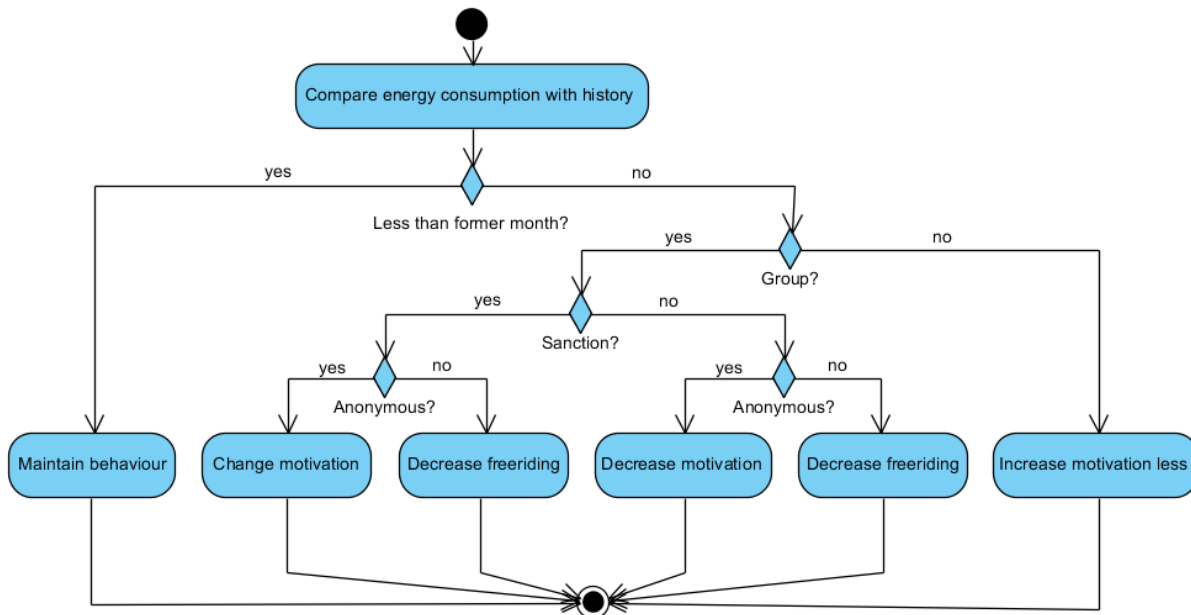 Compare energy consumption with history
yes
no
Less than former month?
yes
no
Group?
yes
no
Sanction?
yes
no
yes
no
Anonymous?
Anonymous?
Maintain behaviour
Change motivation
Decrease freeriding
Decrease motivation
Decrease freeriding
Increase motivation less